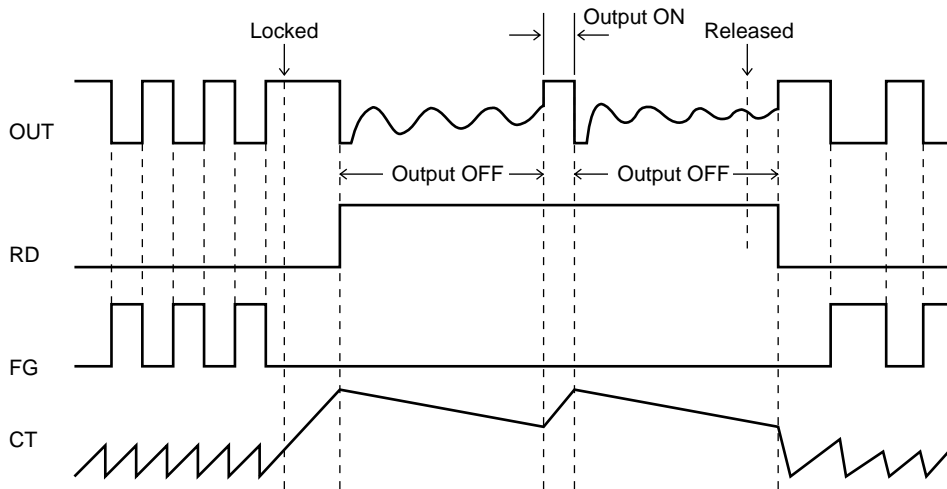 Output ON
Locked
Released
OUT
Output OFF
Output OFF
RD
FG
CT